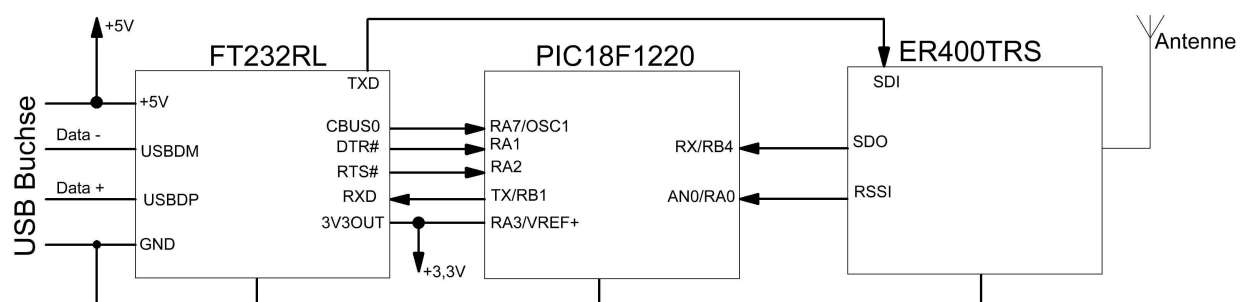 +5V
FT232RL
PIC18F1220
ER400TRS
Antenne
TXD
SDI
USB Buchse
+5V
CBUS0
RA7/OSC1
Data -
DTR#
RA1
RX/RB4
SDO
USBDM
RTS#
RA2
Data +
USBDP
RXD
TX/RB1
AN0/RA0
RSSI
3V3OUT
RA3/VREF+
GND
+3,3V